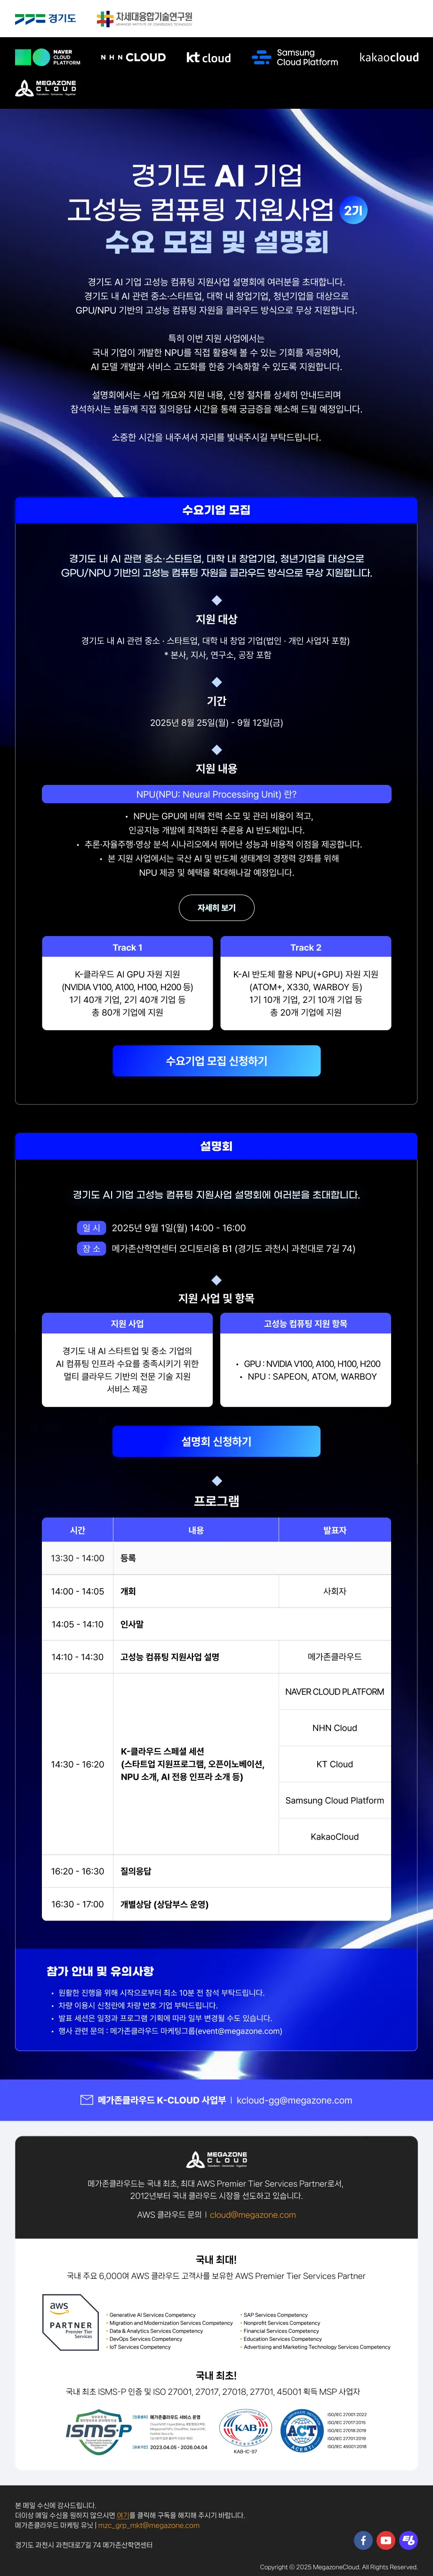 경기도
차세대융합기술연구원
NAVER
CLOUD
PLATFORM
NHN CLOUD
kt cloud
Samsung
Cloud Platform
kakaocloud
MEGAZONE
CLOUD
경기도 AI 기업
고성능 컴퓨팅 지원사업 2기
수요 모집 및 설명회
경기도 AI 기업 고성능 컴퓨팅 지원사업 설명회에 여러분을 초대합니다.
경기도 내 AI 관련 중소·스타트업, 대학 내 창업기업, 청년기업을 대상으로
GPU/NPU 기반의 고성능 컴퓨팅 자원을 클라우드 방식으로 무상 지원합니다.
특히 이번 지원 사업에서는
국내 기업이 개발한 NPU를 직접 활용해 볼 수 있는 기회를 제공하여,
AI 모델 개발과 서비스 고도화를 한층 가속화할 수 있도록 지원합니다.
설명회에서는 사업 개요와 지원 내용, 신청 절차를 상세히 안내드리며
참석하시는 분들께 직접 질의응답 시간을 통해 궁금증을 해소해 드릴 예정입니다.
소중한 시간을 내주셔서 자리를 빛내주시길 부탁드립니다.
수요기업 모집
경기도 내 AI 관련 중소·스타트업, 대학 내 창업기업, 청년기업을 대상으로
GPU/NPU 기반의 고성능 컴퓨팅 자원을 클라우드 방식으로 무상 지원합니다.
지원 대상
경기도 내 AI 관련 중소 · 스타트업, 대학 내 창업 기업(법인 · 개인 사업자 포함)
* 본사, 지사, 연구소, 공장 포함
기간
2025년 8월 25일(월) - 9월 12일(금)
지원 내용
NPU(NPU: Neural Processing Unit) 란?
• NPU는 GPU에 비해 전력 소모 및 관리 비용이 적고,
인공지능 개발에 최적화된 추론용 AI 반도체입니다.
• 추론·자율주행·영상 분석 시나리오에서 뛰어난 성능과 비용적 이점을 제공합니다.
• 본 지원 사업에서는 국산 AI 및 반도체 생태계의 경쟁력 강화를 위해
NPU 제공 및 혜택을 확대해나갈 예정입니다.
자세히 보기
Track 1
K-클라우드 AI GPU 자원 지원
(NVIDIA V100, A100, H100, H200 등)
1기 40개 기업, 2기 40개 기업 등
총 80개 기업에 지원
Track 2
K-AI 반도체 활용 NPU(+GPU) 자원 지원
(ATOM+, X330, WARBOY 등)
1기 10개 기업, 2기 10개 기업 등
총 20개 기업에 지원
수요기업 모집 신청하기
설명회
경기도 AI 기업 고성능 컴퓨팅 지원사업 설명회에 여러분을 초대합니다.
일 시 2025년 9월 1일(월) 14:00 - 16:00
장 소 메가존산학연센터 오디토리움 B1 (경기도 과천시 과천대로 7길 74)
지원 사업 및 항목
지원 사업
경기도 내 AI 스타트업 및 중소 기업의
AI 컴퓨팅 인프라 수요를 충족시키기 위한
멀티 클라우드 기반의 전문 기술 지원
서비스 제공
고성능 컴퓨팅 지원 항목
• GPU : NVIDIA V100, A100, H100, H200
• NPU : SAPEON, ATOM, WARBOY
설명회 신청하기
프로그램
시간 내용 발표자
13:30 - 14:00 등록
14:00 - 14:05 개회 사회자
14:05 - 14:10 인사말
14:10 - 14:30 고성능 컴퓨팅 지원사업 설명 메가존클라우드
14:30 - 16:20
K-클라우드 스페셜 세션
(스타트업 지원프로그램, 오픈이노베이션,
NPU 소개, AI 전용 인프라 소개 등)
NAVER CLOUD PLATFORM
NHN Cloud
KT Cloud
Samsung Cloud Platform
KakaoCloud
16:20 - 16:30 질의응답
16:30 - 17:00 개별상담 (상담부스 운영)
참가 안내 및 유의사항
• 원활한 진행을 위해 시작으로부터 최소 10분 전 참석 부탁드립니다.
• 차량 이용시 신청란에 차량 번호 기입 부탁드립니다.
• 발표 세션은 일정과 프로그램 기획에 따라 일부 변경될 수도 있습니다.
• 행사 관련 문의 : 메가존클라우드 마케팅그룹(event@megazone.com)
메가존클라우드 K-CLOUD 사업부 | kcloud-gg@megazone.com
MEGAZONE
CLOUD
메가존클라우드는 국내 최초, 최대 AWS Premier Tier Services Partner로서,
2012년부터 국내 클라우드 시장을 선도하고 있습니다.
AWS 클라우드 문의 | cloud@megazone.com
국내 최대!
국내 주요 6,000여 AWS 클라우드 고객사를 보유한 AWS Premier Tier Services Partner
aws
PARTNER
Premier Tier
Services
• Generative AI Services Competency
• Migration and Modernization Services Competency
• Data & Analytics Services Competency
• DevOps Services Competency
• IoT Services Competency
• SAP Services Competency
• Nonprofit Services Competency
• Financial Services Competency
• Education Services Competency
• Advertising and Marketing Technology Services Competency
국내 최초!
국내 최초 ISMS-P 인증 및 ISO 27001, 27017, 27018, 27701, 45001 획득 MSP 사업자
ISMS-P
메가존클라우드 서비스 운영
2023.04.05 - 2026.04.04
KAB
KAB-IC-97
ACT
ISO/IEC 27001:2022
ISO/IEC 27017:2015
ISO/IEC 27018:2019
ISO/IEC 27701:2019
ISO/IEC 45001:2018
본 메일 수신에 감사드립니다.
더이상 메일 수신을 원하지 않으시면 여기를 클릭해 구독을 해지해 주시기 바랍니다.
메가존클라우드 마케팅 유닛 | mzc_grp_mkt@megazone.com
경기도 과천시 과천대로7길 74 메가존산학연센터
Copyright © 2025 MegazoneCloud. All Rights Reserved.